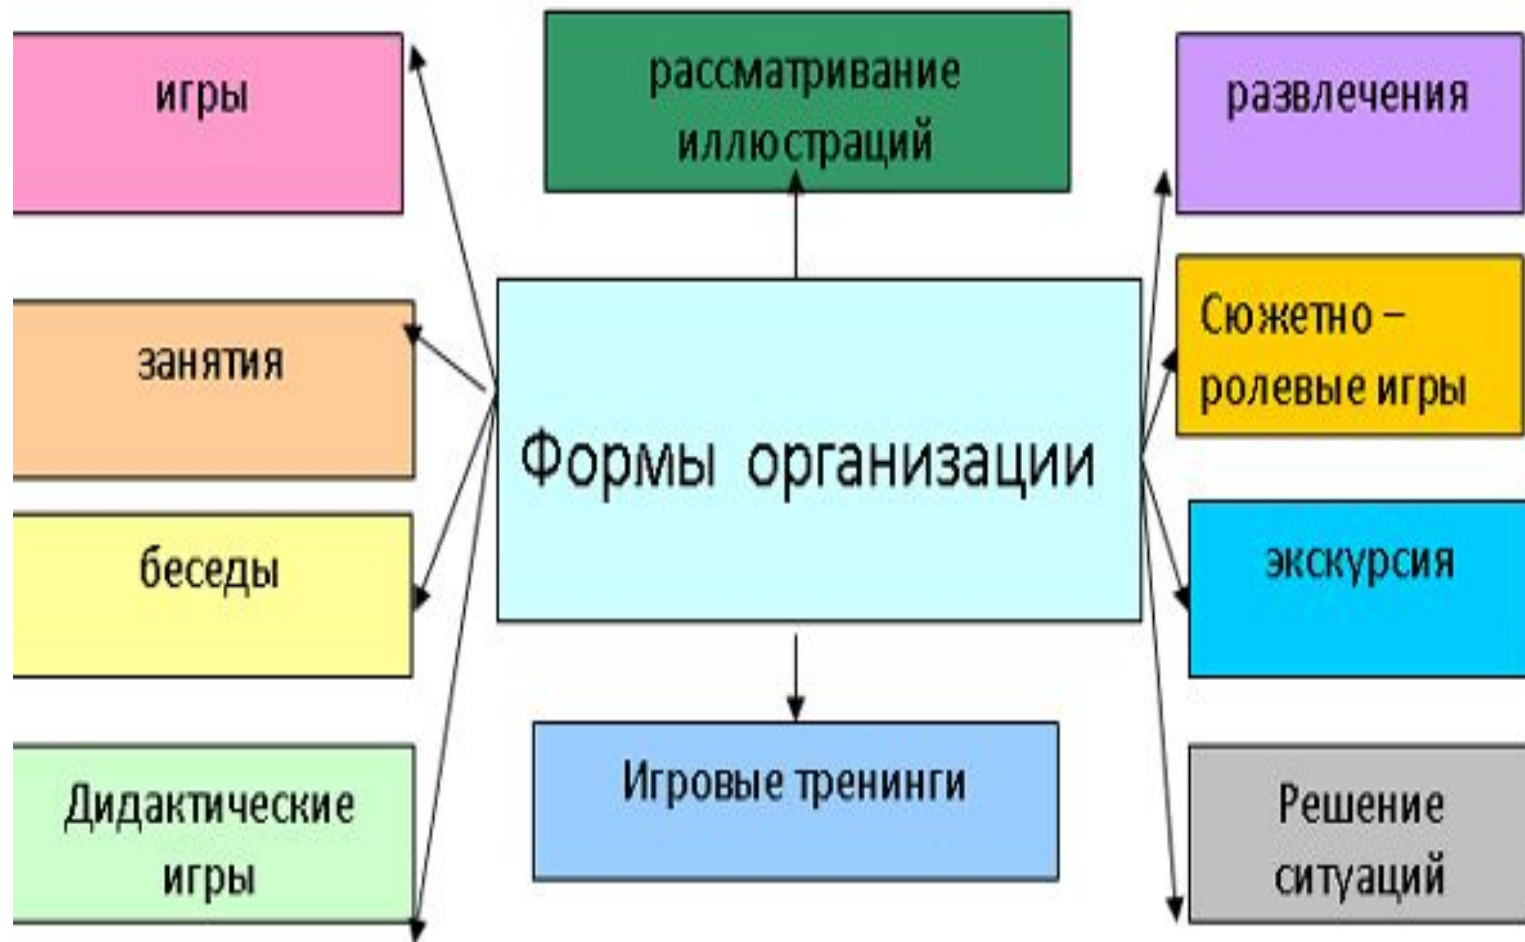 игры
рассматривание
иллюстраций
развлечения
занятия
Сюжетно –
ролевые игры
Формы организации
беседы
экскурсия
Дидактические
игры
Игровые тренинги
Решение
ситуаций